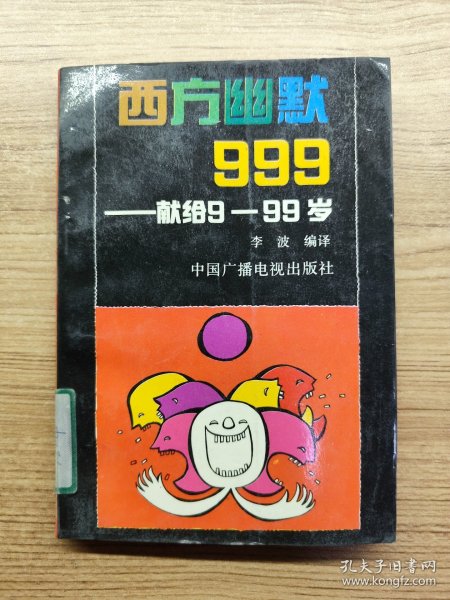 西方幽默
999
——献给9—99岁
李波 编译
中国广播电视出版社
孔夫子旧书网
www.kongfz.com